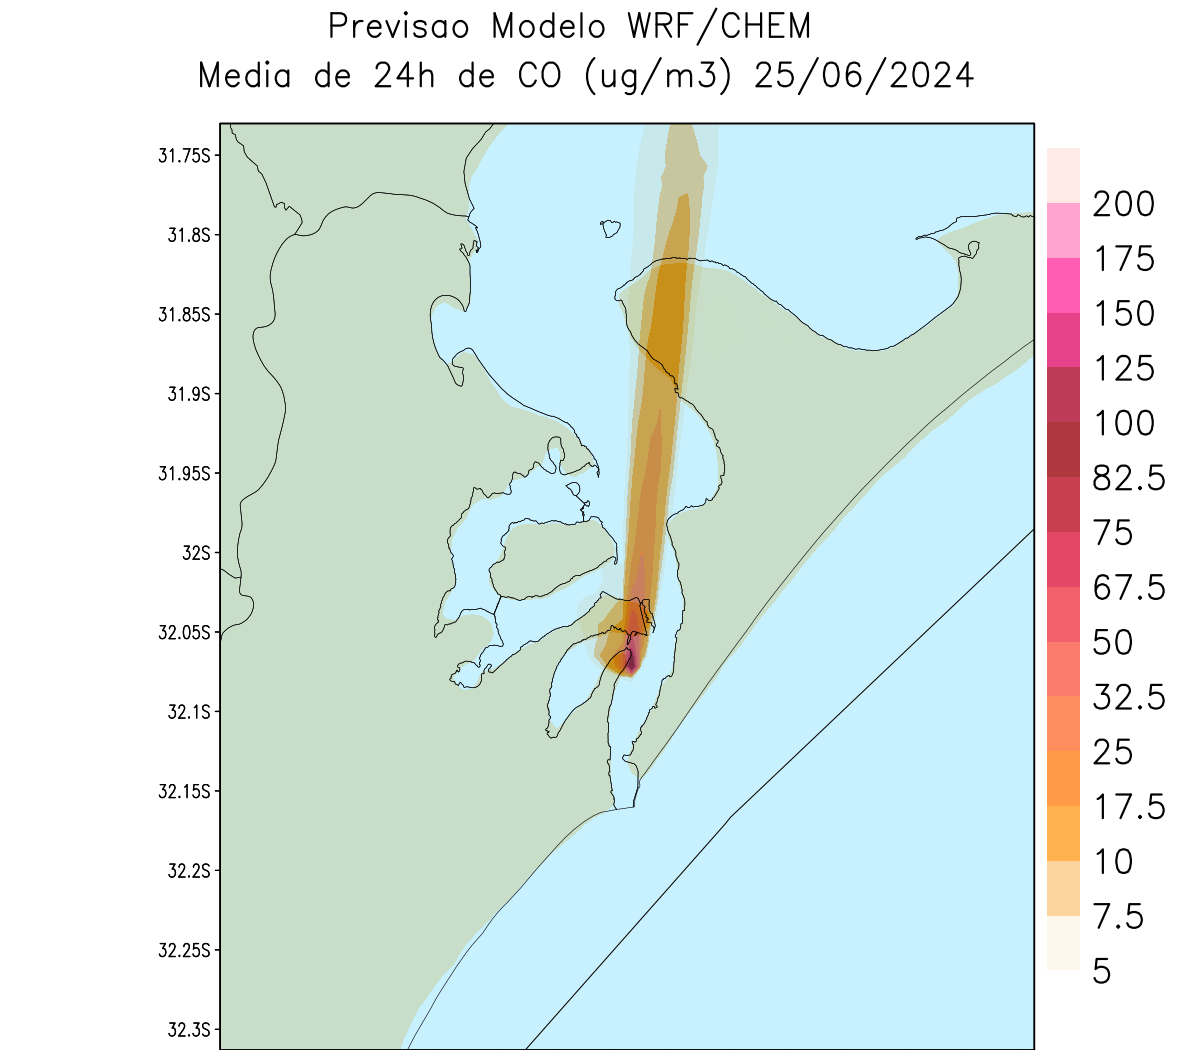 Previsao Modelo WRF/CHEM
Media de 24h de CO (ug/m3) 25/06/2024
31.75S
31.8S
31.85S
31.9S
31.95S
32S
32.05S
32.1S
32.15S
32.2S
32.25S
32.3S
200
175
150
125
100
82.5
75
67.5
50
32.5
25
17.5
10
7.5
5